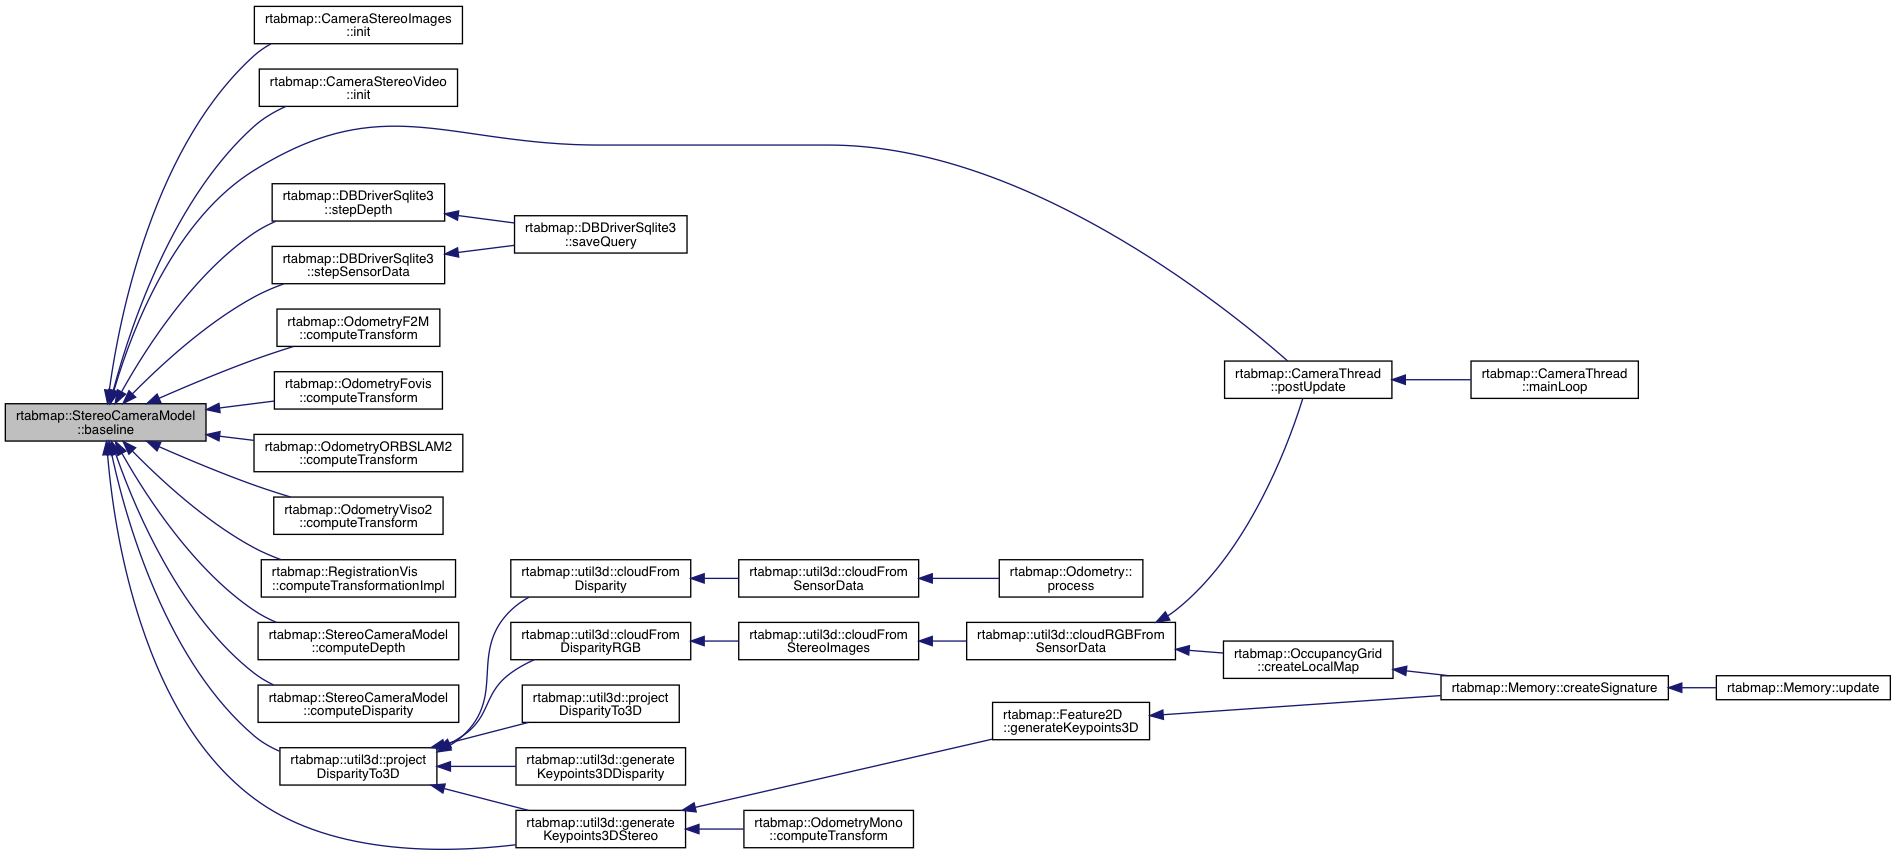 rtabmap::CameraStereoImages
::init
rtabmap::CameraStereoVideo
::init
rtabmap::DBDriverSqlite3
::stepDepth
rtabmap::DBDriverSqlite3
::saveQuery
rtabmap::DBDriverSqlite3
::stepSensorData
rtabmap::OdometryF2M
::computeTransform
rtabmap::CameraThread
::postUpdate
rtabmap::CameraThread
::mainLoop
rtabmap::OdometryFovis
::computeTransform
rtabmap::StereoCameraModel
::baseline
rtabmap::OdometryORBSLAM2
::computeTransform
rtabmap::OdometryViso2
::computeTransform
rtabmap::RegistrationVis
::computeTransformationImpl
rtabmap::util3d::cloudFrom
Disparity
rtabmap::util3d::cloudFrom
SensorData
rtabmap::Odometry::
process
rtabmap::StereoCameraModel
::computeDepth
rtabmap::util3d::cloudFrom
DisparityRGB
rtabmap::util3d::cloudFrom
StereoImages
rtabmap::util3d::cloudRGBFrom
SensorData
rtabmap::OccupancyGrid
::createLocalMap
rtabmap::Memory::createSignature
rtabmap::Memory::update
rtabmap::StereoCameraModel
::computeDisparity
rtabmap::util3d::project
DisparityTo3D
rtabmap::Feature2D
::generateKeypoints3D
rtabmap::util3d::project
DisparityTo3D
rtabmap::util3d::generate
Keypoints3DDisparity
rtabmap::util3d::generate
Keypoints3DStereo
rtabmap::OdometryMono
::computeTransform